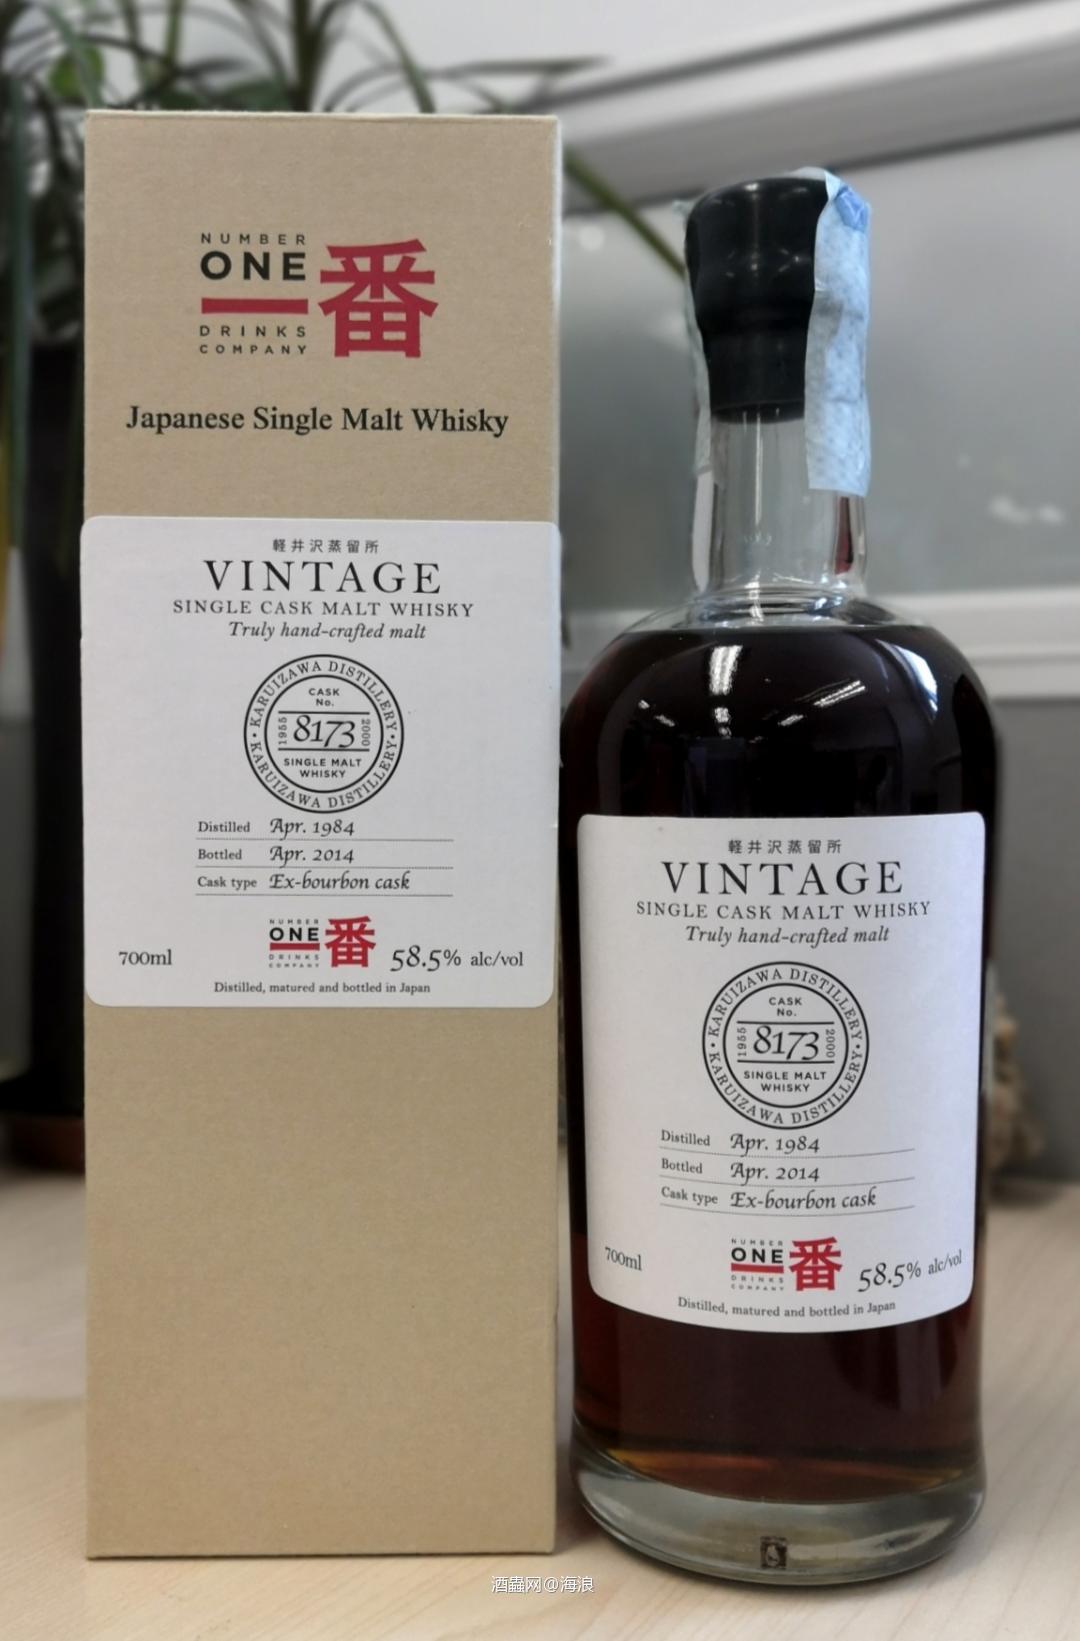 NUMBER
ONE
DRINKS
COMPANY
一番
Japanese Single Malt Whisky
軽井沢蒸留所
VINTAGE
SINGLE CASK MALT WHISKY
Truly hand-crafted malt
KARUIZAWA DISTILLERY · KARUIZAWA DISTILLERY ·
CASK
No.
1955 8173 2000
SINGLE MALT
WHISKY
Distilled Apr. 1984
Bottled Apr. 2014
Cask type Ex-bourbon cask
NUMBER
ONE
DRINKS
COMPANY
一番
700ml 58.5% alc/vol
Distilled, matured and bottled in Japan
軽井沢蒸留所
VINTAGE
SINGLE CASK MALT WHISKY
Truly hand-crafted malt
KARUIZAWA DISTILLERY · KARUIZAWA DISTILLERY ·
CASK
No.
1955 8173 2000
SINGLE MALT
WHISKY
Distilled Apr. 1984
Bottled Apr. 2014
Cask type Ex-bourbon cask
NUMBER
ONE
DRINKS
COMPANY
一番
700ml 58.5% alc/vol
Distilled, matured and bottled in Japan
酒蟲网@海浪